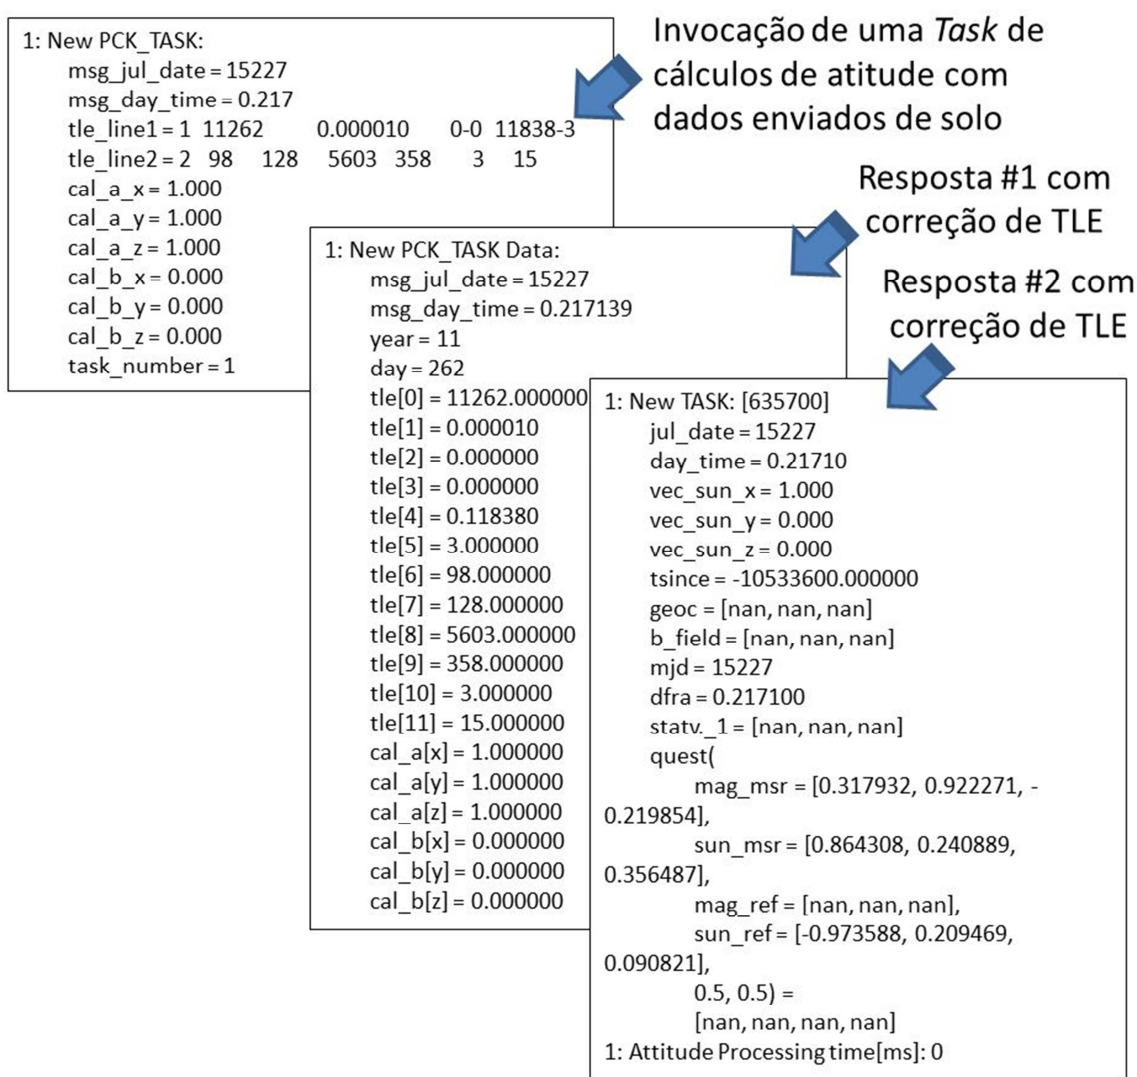 1: New PCK_TASK:
msg_jul_date = 15227
msg_day_time = 0.217
tle_line1 = 1 11262 0.000010 0-0 11838-3
tle_line2 = 2 98 128 5603 358 3 15
cal_a_x = 1.000
cal_a_y = 1.000
cal_a_z = 1.000
cal_b_x = 0.000
cal_b_y = 0.000
cal_b_z = 0.000
task_number = 1
Invocação de uma Task de
cálculos de atitude com
dados enviados de solo
Resposta #1 com
correção de TLE
1: New PCK_TASK Data:
msg_jul_date = 15227
msg_day_time = 0.217139
year = 11
day = 262
tle[0] = 11262.000000
tle[1] = 0.000010
tle[2] = 0.000000
tle[3] = 0.000000
tle[4] = 0.118380
tle[5] = 3.000000
tle[6] = 98.000000
tle[7] = 128.000000
tle[8] = 5603.000000
tle[9] = 358.000000
tle[10] = 3.000000
tle[11] = 15.000000
cal_a[x] = 1.000000
cal_a[y] = 1.000000
cal_a[z] = 1.000000
cal_b[x] = 0.000000
cal_b[y] = 0.000000
cal_b[z] = 0.000000
Resposta #2 com
correção de TLE
1: New TASK: [635700]
jul_date = 15227
day_time = 0.21710
vec_sun_x = 1.000
vec_sun_y = 0.000
vec_sun_z = 0.000
tsince = -10533600.000000
geoc = [nan, nan, nan]
b_field = [nan, nan, nan]
mjd = 15227
dfra = 0.217100
statv._1 = [nan, nan, nan]
quest(
mag_msr = [0.317932, 0.922271, -
0.219854],
sun_msr = [0.864308, 0.240889,
0.356487],
mag_ref = [nan, nan, nan],
sun_ref = [-0.973588, 0.209469,
0.090821],
0.5, 0.5) =
[nan, nan, nan, nan]
1: Attitude Processing time[ms]: 0